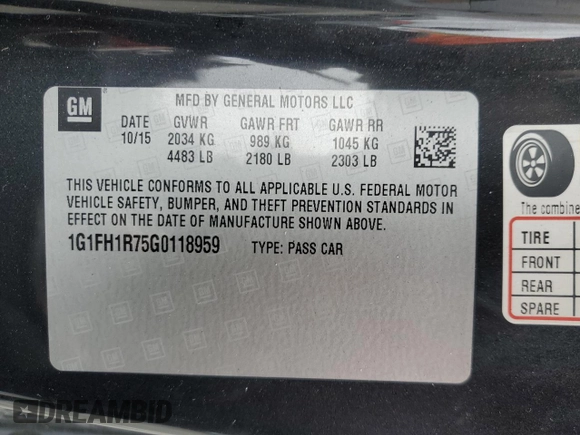 GM
MFD BY GENERAL MOTORS LLC
DATE GVWR GAWR FRT GAWR RR
10/15 2034 KG 989 KG 1045 KG
4483 LB 2180 LB 2303 LB
THIS VEHICLE CONFORMS TO ALL APPLICABLE U.S. FEDERAL MOTOR
VEHICLE SAFETY, BUMPER, AND THEFT PREVENTION STANDARDS IN
EFFECT ON THE DATE OF MANUFACTURE SHOWN ABOVE.
1G1FH1R75G0118959 TYPE: PASS CAR
The combine
TIRE
FRONT
REAR
SPARE
DREAMBID